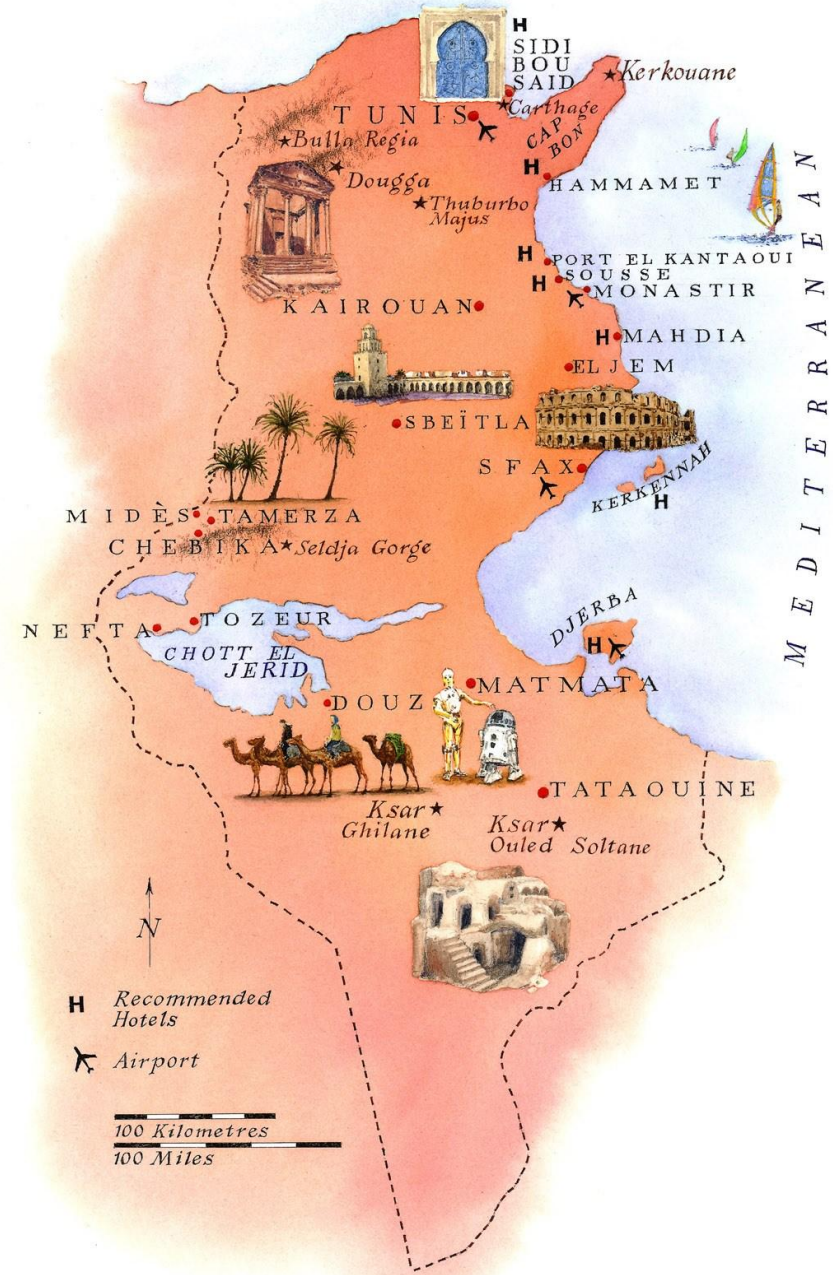 H
SIDI
BOU
SAID
Kerkouane
Carthage
TUNIS
CAP
BON
Bulla Regia
H
Dougga
HAMMAMET
Thuburbo
Majus
H PORT EL KANTAOUI
H SOUSSE
MONASTIR
KAIROUAN
H MAHDIA
EL JEM
SBEÏTLA
SFAX
KERKENNAH
H
MEDITERRANEAN
MIDÈS TAMERZA
CHEBIKA Seldja Gorge
DJERBA
H
NEFTA TOZEUR
CHOTT EL
JERID
MATMATA
DOUZ
TATAOUINE
Ksar
Ghilane
Ksar
Ouled Soltane
N
H Recommended
Hotels
Airport
100 Kilometres
100 Miles